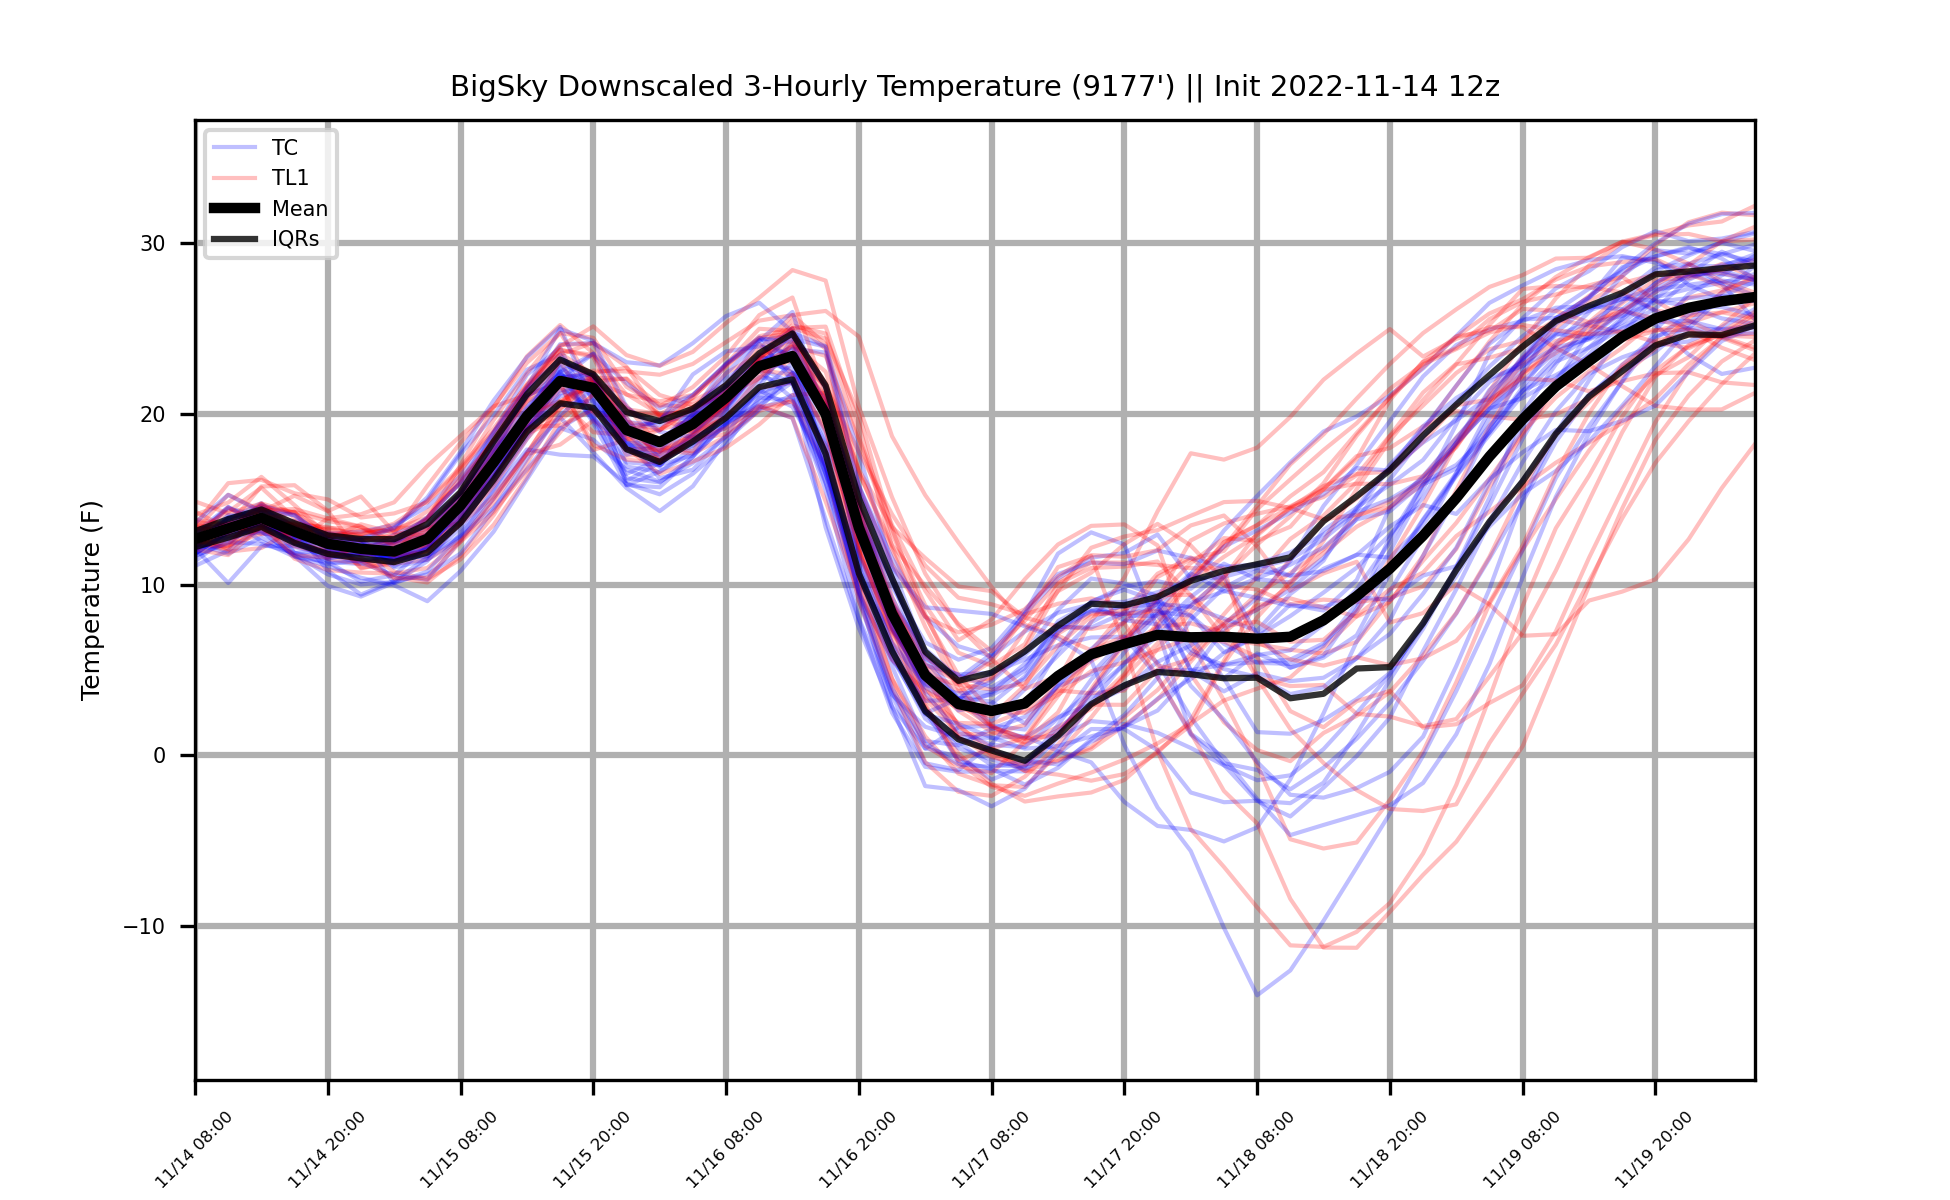 BigSky Downscaled 3-Hourly Temperature (9177') || Init 2022-11-14 12z
TC
TL1
Mean
IQRs
Temperature (F)
30
20
10
0
−10
11/14 08:00
11/14 20:00
11/15 08:00
11/15 20:00
11/16 08:00
11/16 20:00
11/17 08:00
11/17 20:00
11/18 08:00
11/18 20:00
11/19 08:00
11/19 20:00